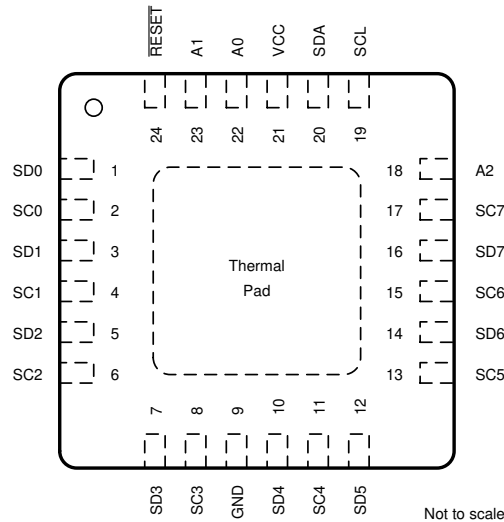 RESET A1 A0 VCC SDA SCL
24 23 22 21 20 19
SD0 1 18 A2
SC0 2 17 SC7
SD1 3 16 SD7
SC1 4 15 SC6
SD2 5 14 SD6
SC2 6 13 SC5
Thermal
Pad
7 8 9 10 11 12
SD3 SC3 GND SD4 SC4 SD5
Not to scale